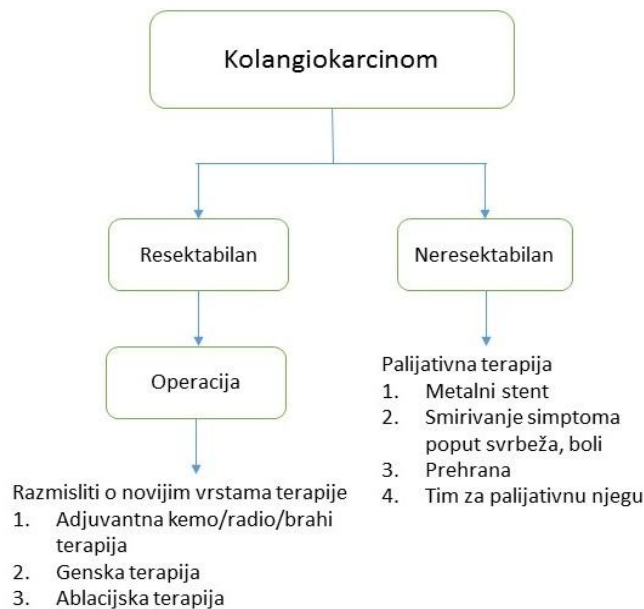 Kolangiokarcinom
Resektabilan
Neresektabilan
Operacija
Palijativna terapija
1. Metalni stent
2. Smirivanje simptoma
poput svrbeža, boli
3. Prehrana
4. Tim za palijativnu njegu
Razmisliti o novijim vrstama terapije
1. Adjuvantna kemo/radio/brahi
terapija
2. Genska terapija
3. Ablacijska terapija